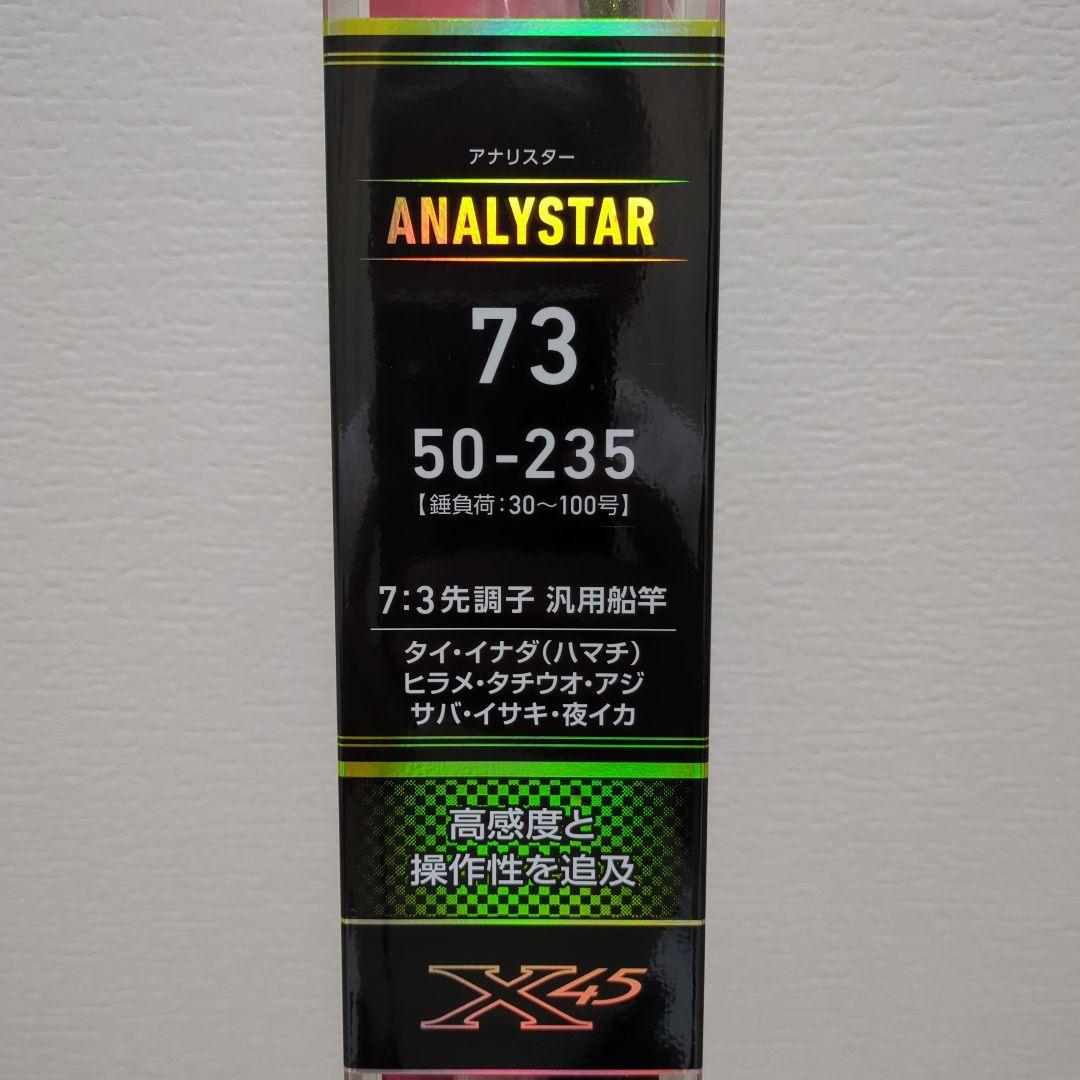 アナリスター
ANALYSTAR
73
50-235
【錘負荷：30～100号】
7:3先調子 汎用船竿
タイ・イナダ(ハマチ)
ヒラメ・タチウオ・アジ
サバ・イサキ・夜イカ
高感度と
操作性を追及
X45